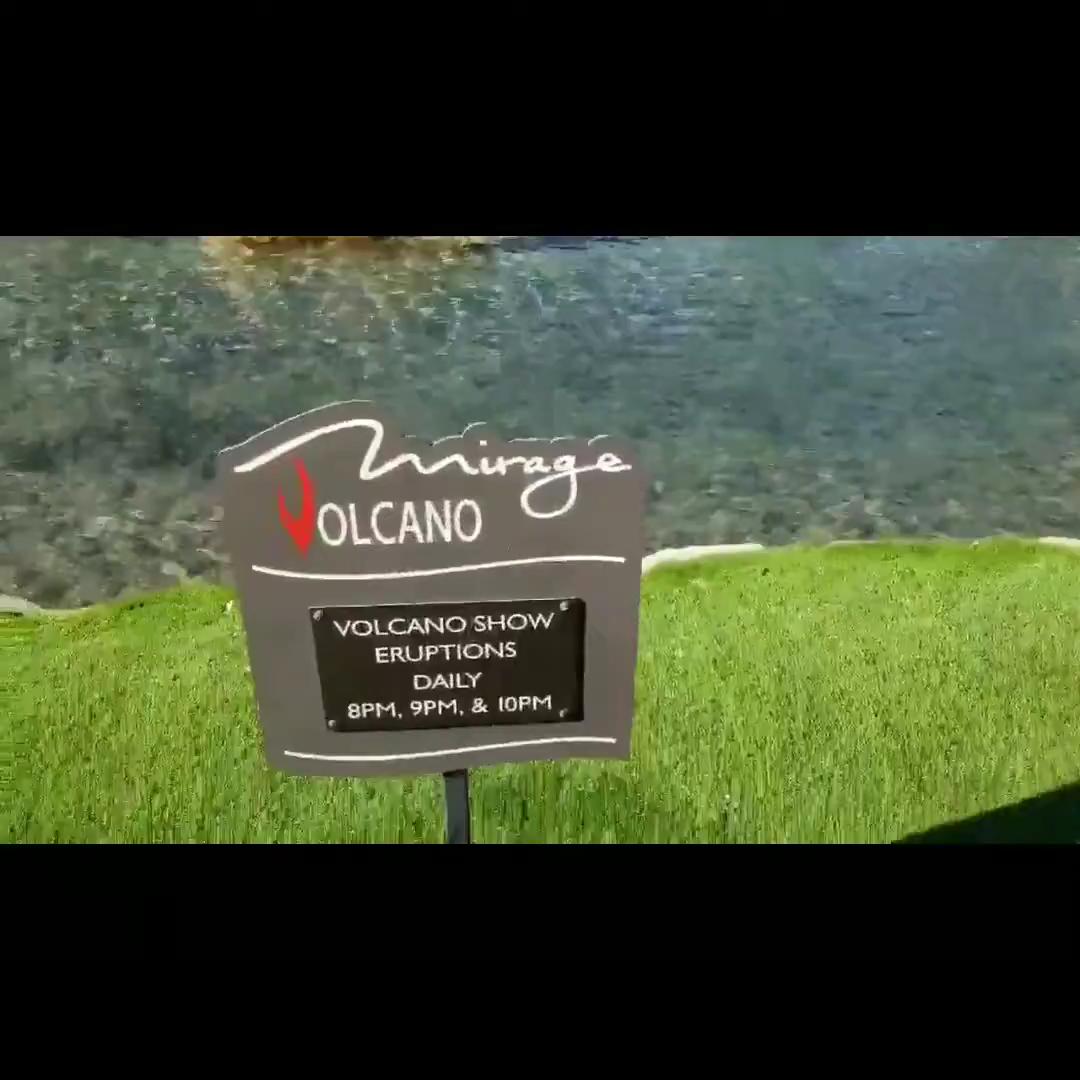 Mirage
VOLCANO
VOLCANO SHOW
ERUPTIONS
DAILY
8PM, 9PM, & 10PM